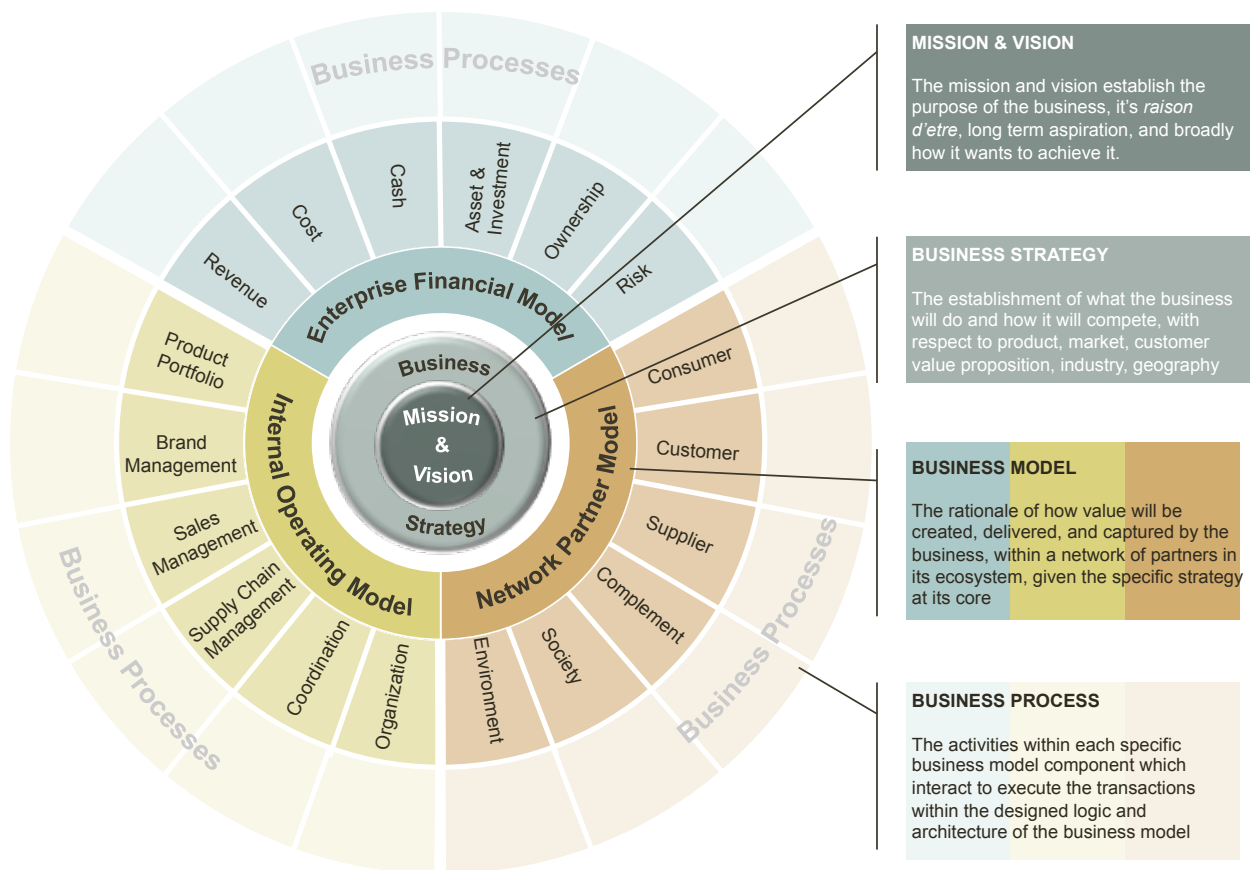 Business Processes
Cash
Asset &
Investment
Cost
Ownership
Revenue
Risk
Enterprise Financial Model
Product
Portfolio
Brand
Management
Sales
Management
Supply Chain
Management
Coordination
Organization
Internal Operating Model
Business Processes
Consumer
Customer
Supplier
Complement
Society
Environment
Network Partner Model
Business Processes
Business
Mission
&
Vision
Strategy
MISSION & VISION
The mission and vision establish the
purpose of the business, it's raison
d'etre, long term aspiration, and broadly
how it wants to achieve it.
BUSINESS STRATEGY
The establishment of what the business
will do and how it will compete, with
respect to product, market, customer
value proposition, industry, geography
BUSINESS MODEL
The rationale of how value will be
created, delivered, and captured by the
business, within a network of partners in
its ecosystem, given the specific strategy
at its core
BUSINESS PROCESS
The activities within each specific
business model component which
interact to execute the transactions
within the designed logic and
architecture of the business model